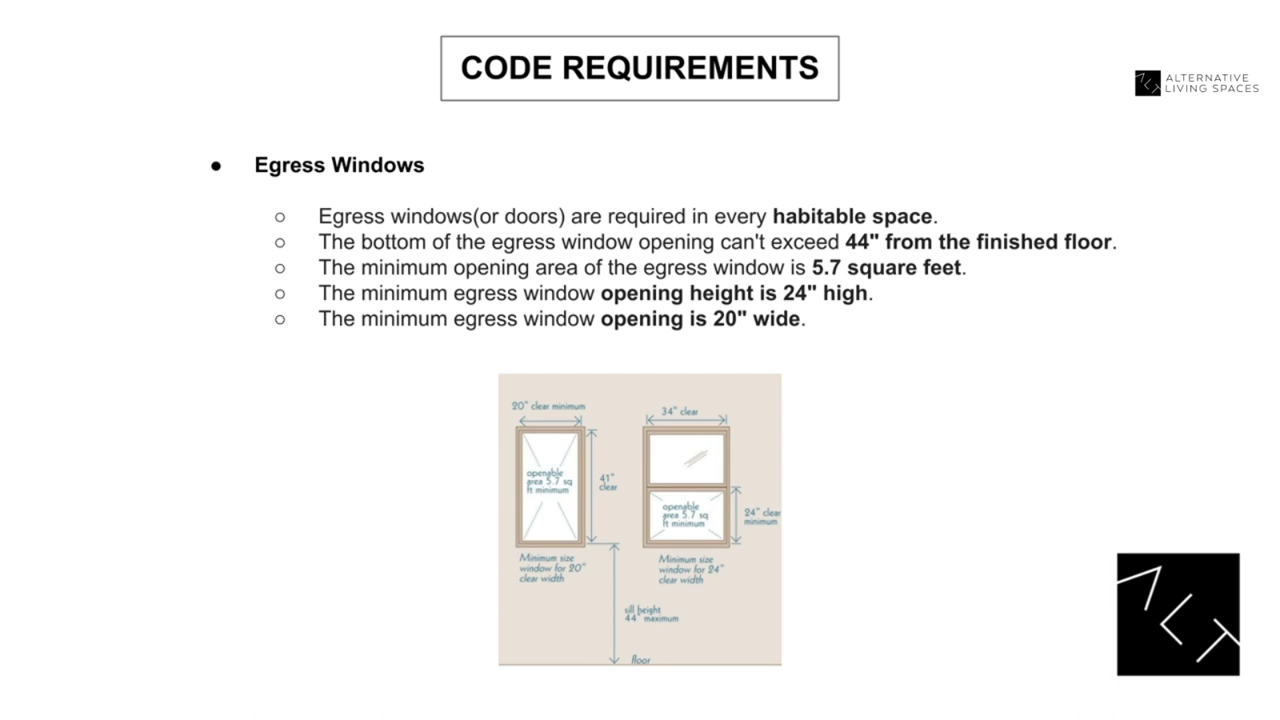 CODE REQUIREMENTS
ALTERNATIVE
LIVING SPACES
● Egress Windows
○ Egress windows(or doors) are required in every habitable space.
○ The bottom of the egress window opening can't exceed 44" from the finished floor.
○ The minimum opening area of the egress window is 5.7 square feet.
○ The minimum egress window opening height is 24" high.
○ The minimum egress window opening is 20" wide.
20" clear minimum
openable
area 5.7 sq
ft minimum
41"
clear
Minimum size
window for 20"
clear width
34" clear
openable
area 5.7 sq
ft minimum
24" clear
minimum
Minimum size
window for 24"
clear width
sill height
44" maximum
floor
ALT